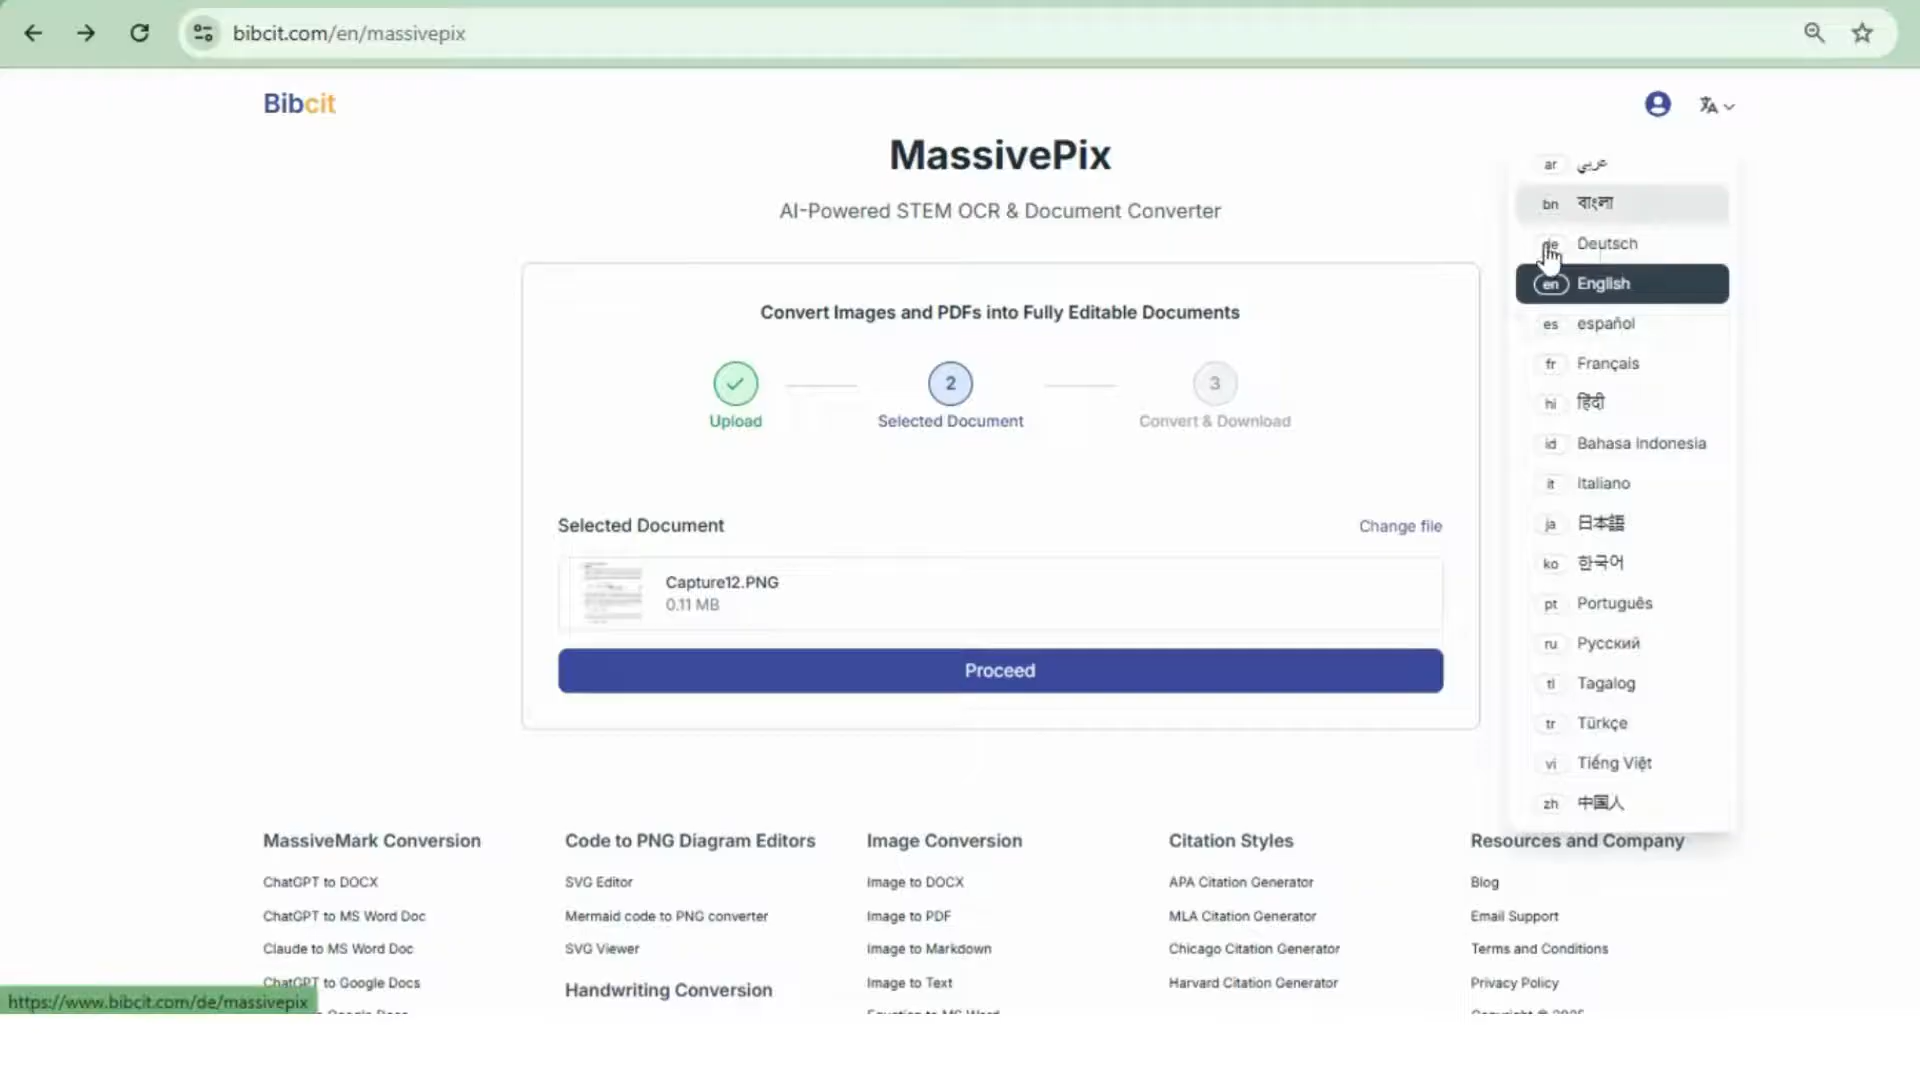 bibcit.com/en/massivepix
Bibcit
MassivePix
AI-Powered STEM OCR & Document Converter
Convert Images and PDFs into Fully Editable Documents
2
3
Upload
Selected Document
Convert & Download
Selected Document
Change file
Capture12.PNG
0.11 MB
Proceed
ar عربي
bn বাংলা
de Deutsch
en English
es español
fr Français
hi हिंदी
id Bahasa Indonesia
it Italiano
ja 日本語
ko 한국어
pt Português
ru Русский
tl Tagalog
tr Türkçe
vi Tiếng Việt
zh 中国人
MassiveMark Conversion
ChatGPT to DOCX
ChatGPT to MS Word Doc
Claude to MS Word Doc
ChatGPT to Google Docs
Code to PNG Diagram Editors
SVG Editor
Mermaid code to PNG converter
SVG Viewer
Handwriting Conversion
Image Conversion
Image to DOCX
Image to PDF
Image to Markdown
Image to Text
Citation Styles
APA Citation Generator
MLA Citation Generator
Chicago Citation Generator
Harvard Citation Generator
Resources and Company
Blog
Email Support
Terms and Conditions
Privacy Policy
https://www.bibcit.com/de/massivepix